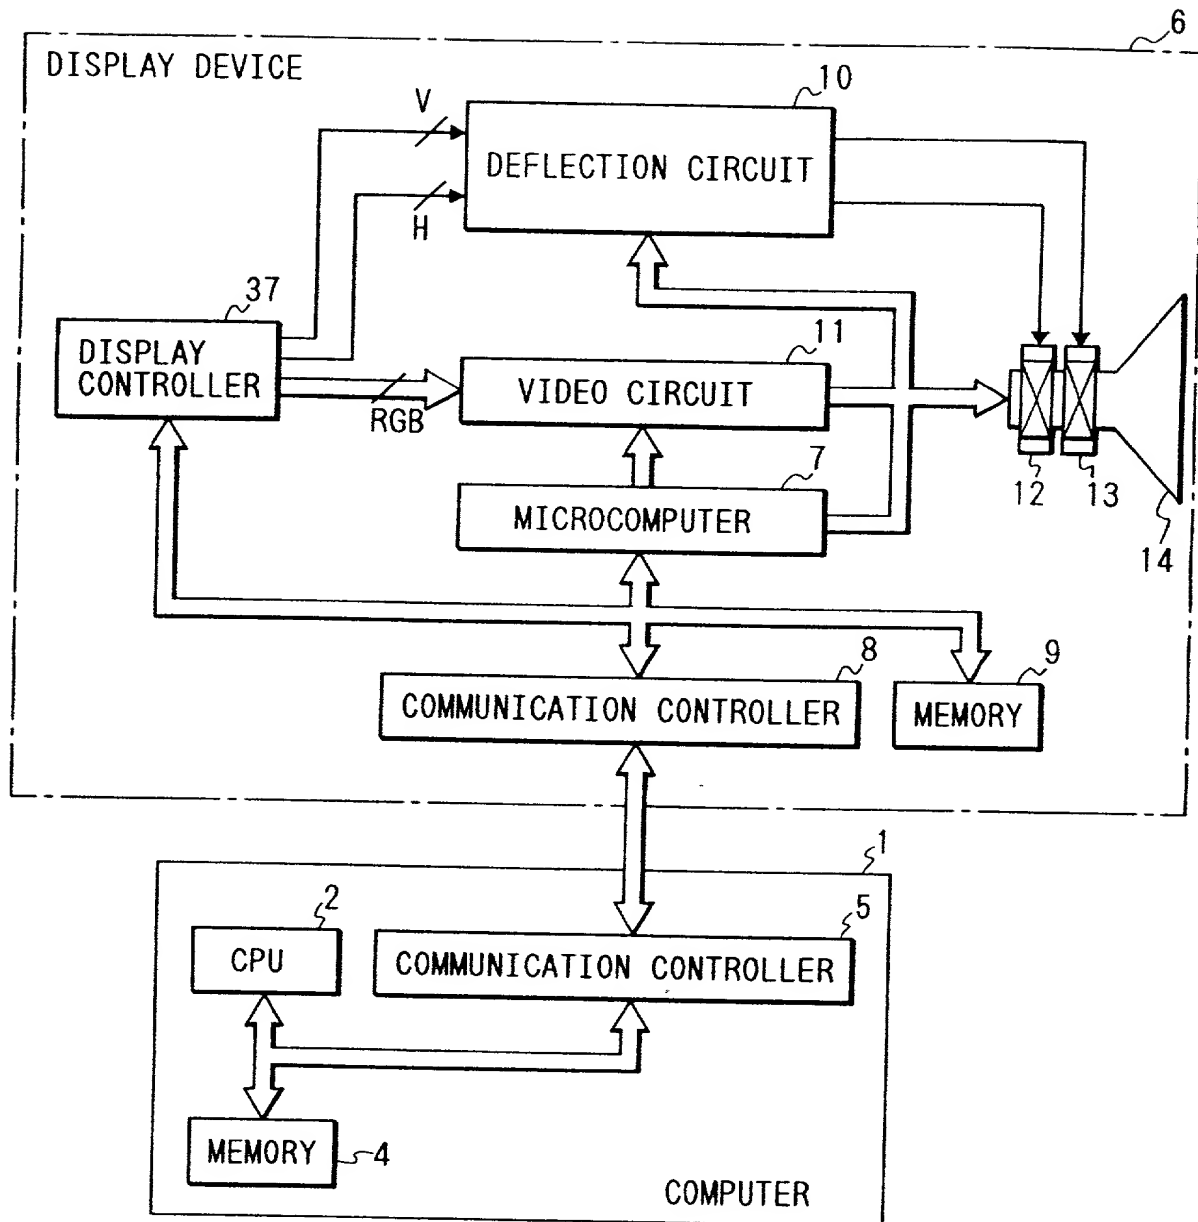 6
DISPLAY DEVICE
10
V
DEFLECTION CIRCUIT
H
37
11
DISPLAY
CONTROLLER
VIDEO CIRCUIT
RGB
7
12
13
MICROCOMPUTER
14
8
9
COMMUNICATION CONTROLLER
MEMORY
1
2
5
CPU
COMMUNICATION CONTROLLER
MEMORY
4
COMPUTER